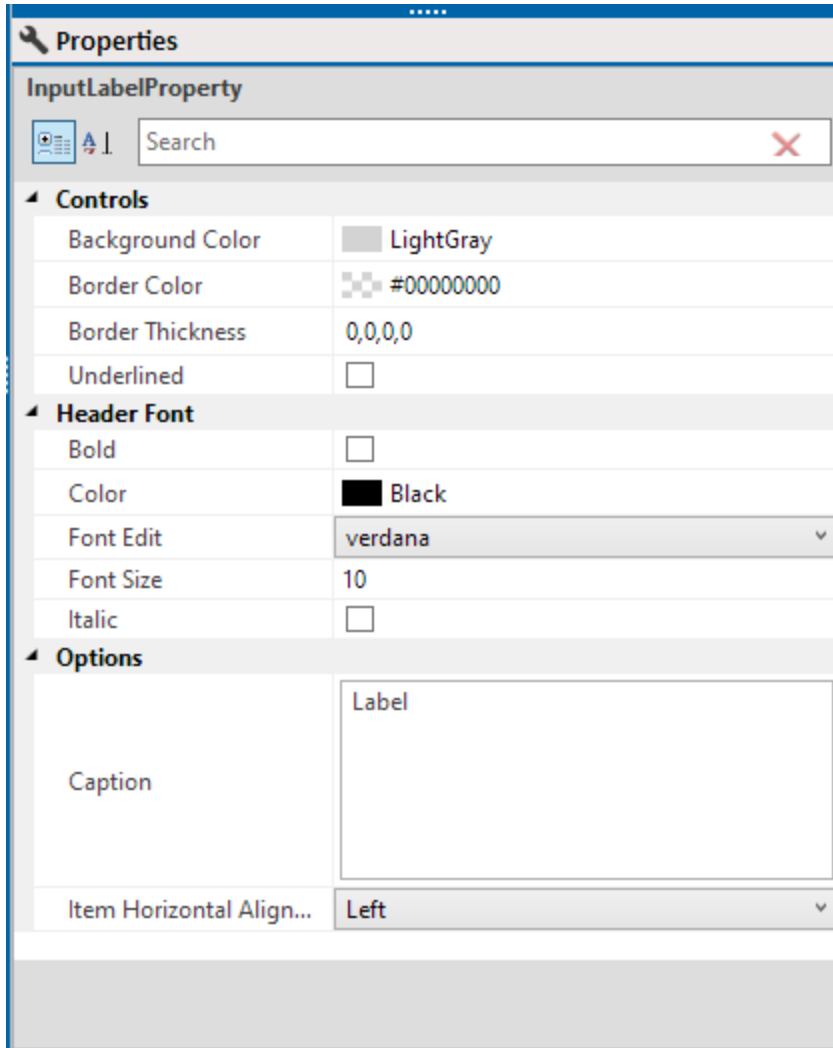 Properties
InputLabelProperty
Search
Controls
Background Color LightGray
Border Color #00000000
Border Thickness 0,0,0,0
Underlined
Header Font
Bold
Color Black
Font Edit verdana
Font Size 10
Italic
Options
Caption Label
Item Horizontal Align... Left